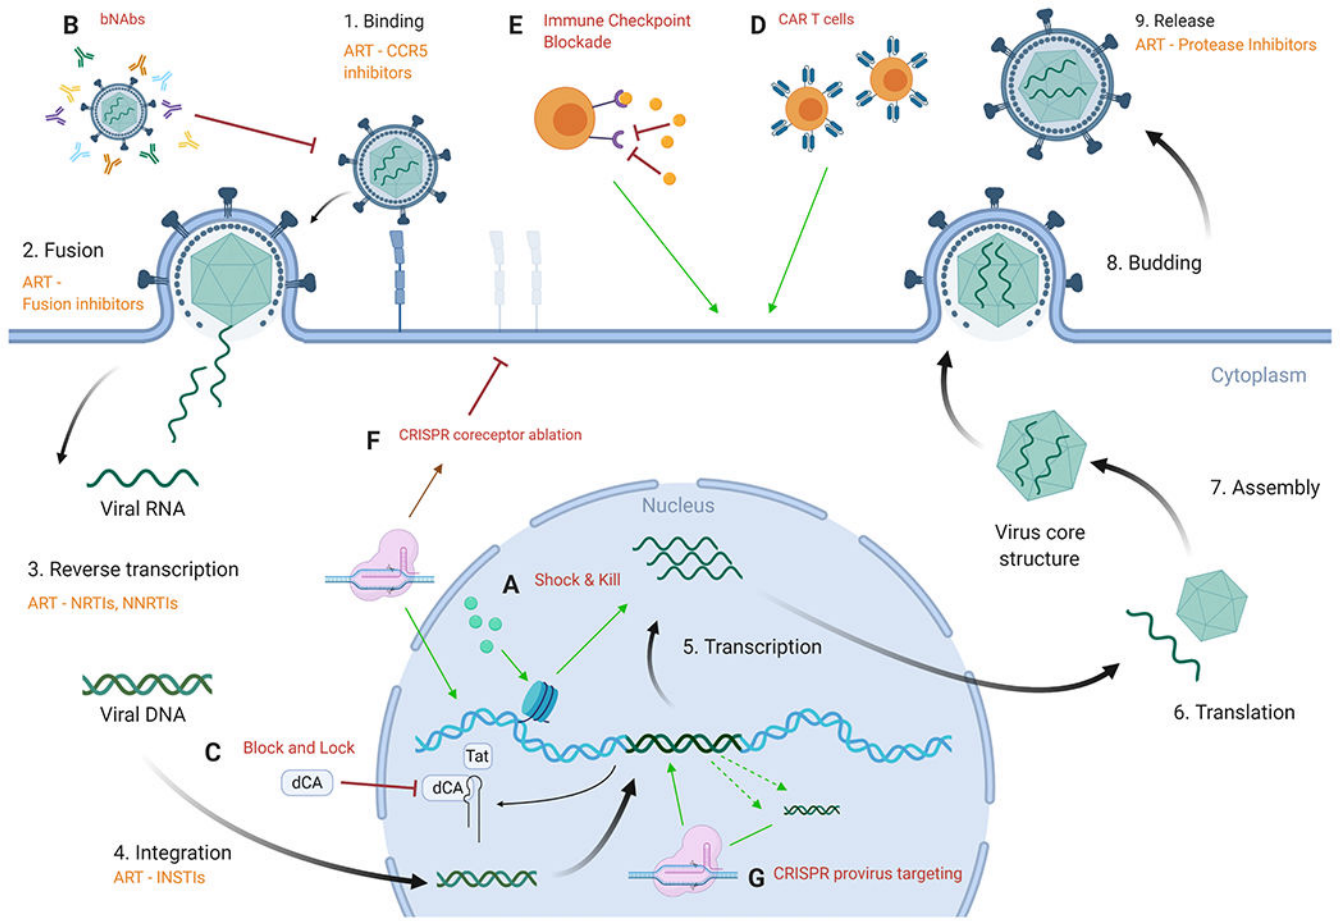 B bNAbs
1. Binding
ART - CCR5
inhibitors
E Immune Checkpoint
Blockade
D CAR T cells
9. Release
ART - Protease Inhibitors
2. Fusion
ART -
Fusion inhibitors
8. Budding
Cytoplasm
F CRISPR coreceptor ablation
Viral RNA
Nucleus
7. Assembly
Virus core
structure
3. Reverse transcription
ART - NRTIs, NNRTIs
A Shock & Kill
5. Transcription
Viral DNA
6. Translation
C Block and Lock
Tat
dCA
dCA
4. Integration
ART - INSTIs
G CRISPR provirus targeting